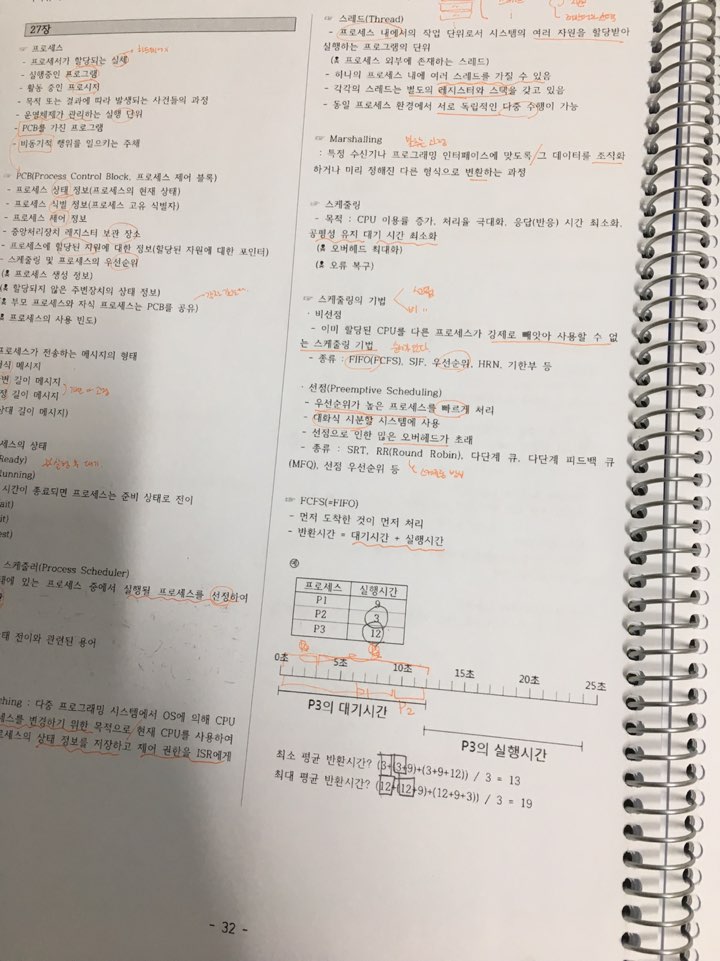 27장
☞ 프로세스
- 프로세서가 할당되는 실체
- 실행중인 프로그램
- 활동 중인 프로시저
- 목적 또는 결과에 따라 발생되는 사건들의 과정
- 운영체제가 관리하는 실행 단위
- PCB를 가진 프로그램
- 비동기적 행위를 일으키는 주체
☞ PCB(Process Control Block, 프로세스 제어 블록)
- 프로세스 상태 정보(프로세스의 현재 상태)
- 프로세스 식별 정보(프로세스 고유 식별자)
- 프로세스 제어 정보
- 중앙처리장치 레지스터 보관 장소
- 프로세스에 할당된 자원에 대한 정보(할당된 자원에 대한 포인터)
- 스케줄링 및 프로세스의 우선순위
프로세스 생성 정보)
할당되지 않은 주변장치의 상태 정보)
부모 프로세스와 자식 프로세스는 PCB를 공유)
프로세스의 사용 빈도)
프로세스가 전송하는 메시지의 형태
메시지
변 길이 메시지
정 길이 메시지
상대 길이 메시지)
세스의 상태
Ready)
Running)
시간이 종료되면 프로세스는 준비 상태로 전이
스케줄러(Process Scheduler)
태에 있는 프로세스 중에서 실행될 프로세스를 선정하여
태 전이와 관련된 용어
ching : 다중 프로그래밍 시스템에서 OS에 의해 CPU
세스를 변경하기 위한 목적으로 현재 CPU를 사용하여
로세스의 상태 정보를 저장하고 제어 권한을 ISR에게
☞ 스레드(Thread)
- 프로세스 내에서의 작업 단위로서 시스템의 여러 자원을 할당받아
실행하는 프로그램의 단위
프로세스 외부에 존재하는 스레드)
- 하나의 프로세스 내에 여러 스레드를 가질 수 있음
- 각각의 스레드는 별도의 레지스터와 스택을 갖고 있음
- 동일 프로세스 환경에서 서로 독립적인 다중 수행이 가능
☞ Marshalling
: 특정 수신기나 프로그래밍 인터페이스에 맞도록 그 데이터를 조직화
하거나 미리 정해진 다른 형식으로 변환하는 과정
☞ 스케줄링
- 목적 : CPU 이용률 증가, 처리율 극대화, 응답(반응) 시간 최소화,
공평성 유지 대기 시간 최소화
오버헤드 최대화)
오류 복구)
☞ 스케줄링의 기법
· 비선점
- 이미 할당된 CPU를 다른 프로세스가 강제로 빼앗아 사용할 수 없
는 스케줄링 기법
- 종류 : FIFO(FCFS), SJF, 우선순위, HRN, 기한부 등
· 선점(Preemptive Scheduling)
- 우선순위가 높은 프로세스를 빠르게 처리
- 대화식 시분할 시스템에 사용
- 선점으로 인한 많은 오버헤드가 초래
- 종류 : SRT, RR(Round Robin), 다단계 큐, 다단계 피드백 큐
(MFQ), 선점 우선순위 등
☞ FCFS(=FIFO)
- 먼저 도착한 것이 먼저 처리
- 반환시간 = 대기시간 + 실행시간
예
프로세스 실행시간
P1 9
P2 3
P3 12
0초 5초 10초 15초 20초 25초
P1 P2
P3의 대기시간
P3의 실행시간
최소 평균 반환시간? (3+(3+9)+(3+9+12)) / 3 = 13
최대 평균 반환시간? (12+(12+9)+(12+9+3)) / 3 = 19
- 32 -